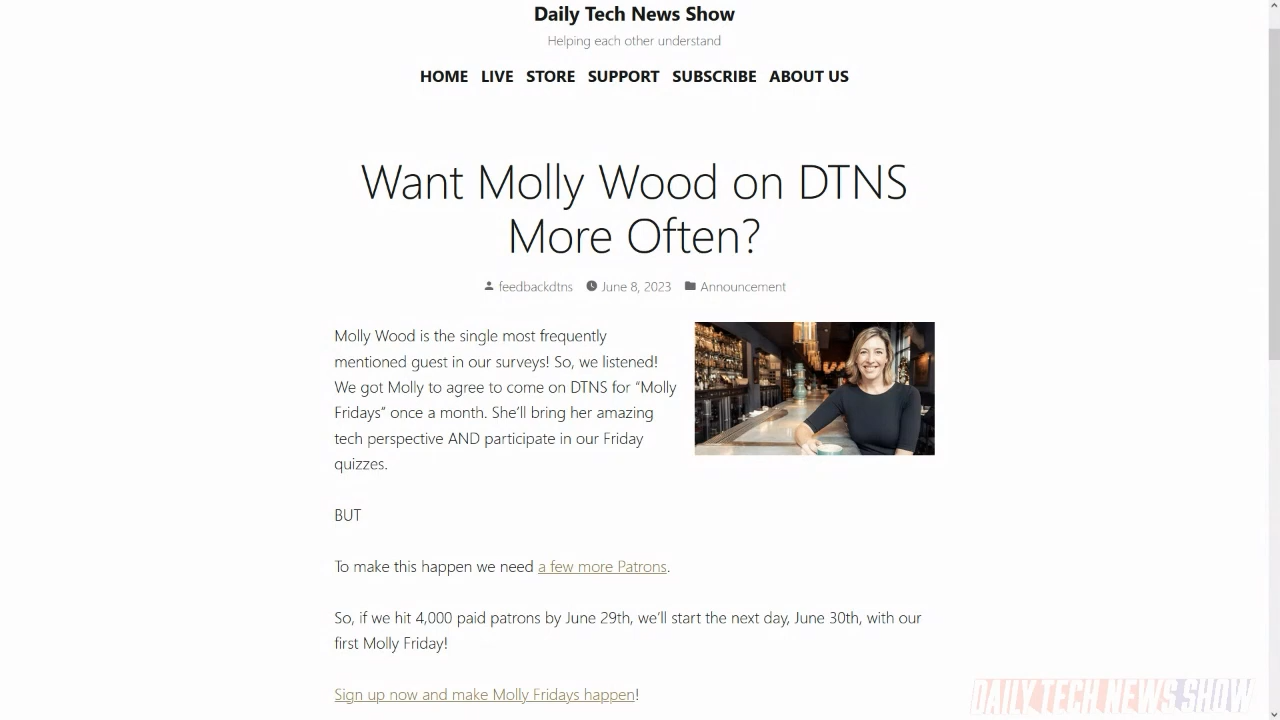 Daily Tech News Show
Helping each other understand
HOME LIVE STORE SUPPORT SUBSCRIBE ABOUT US
Want Molly Wood on DTNS
More Often?
feedbackdtns June 8, 2023 Announcement
Molly Wood is the single most frequently
mentioned guest in our surveys! So, we listened!
We got Molly to agree to come on DTNS for “Molly
Fridays” once a month. She’ll bring her amazing
tech perspective AND participate in our Friday
quizzes.
BUT
To make this happen we need a few more Patrons.
So, if we hit 4,000 paid patrons by June 29th, we’ll start the next day, June 30th, with our
first Molly Friday!
Sign up now and make Molly Fridays happen!
DAILY TECH NEWS SHOW